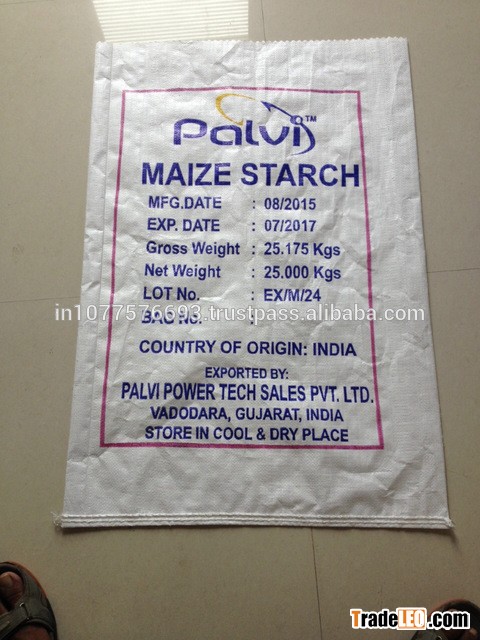 Palvi™
MAIZE STARCH
MFG.DATE : 08/2015
EXP. DATE : 07/2017
Gross Weight : 25.175 Kgs
Net Weight : 25.000 Kgs
LOT No. : EX/M/24
in1077576693.trustpass.alibaba.com
BAG No. :
COUNTRY OF ORIGIN: INDIA
EXPORTED BY:
PALVI POWER TECH SALES PVT. LTD.
VADODARA, GUJARAT, INDIA
STORE IN COOL & DRY PLACE
TradeLEO.com